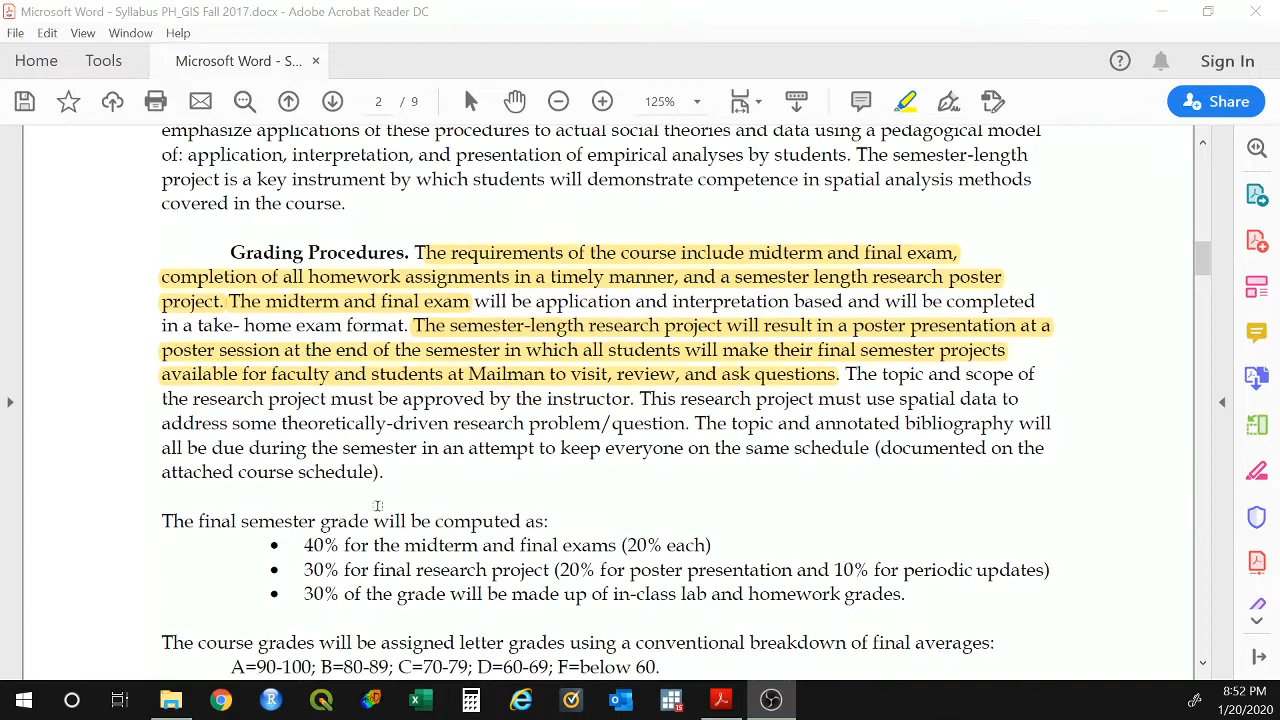 Microsoft Word - Syllabus PH_GIS Fall 2017.docx - Adobe Acrobat Reader DC
File Edit View Window Help
Home Tools Microsoft Word - S... × Sign In
2 / 9 125% Share
emphasize applications of these procedures to actual social theories and data using a pedagogical model
of: application, interpretation, and presentation of empirical analyses by students. The semester-length
project is a key instrument by which students will demonstrate competence in spatial analysis methods
covered in the course.
Grading Procedures. The requirements of the course include midterm and final exam,
completion of all homework assignments in a timely manner, and a semester length research poster
project. The midterm and final exam will be application and interpretation based and will be completed
in a take- home exam format. The semester-length research project will result in a poster presentation at a
poster session at the end of the semester in which all students will make their final semester projects
available for faculty and students at Mailman to visit, review, and ask questions. The topic and scope of
the research project must be approved by the instructor. This research project must use spatial data to
address some theoretically-driven research problem/question. The topic and annotated bibliography will
all be due during the semester in an attempt to keep everyone on the same schedule (documented on the
attached course schedule).
The final semester grade will be computed as:
• 40% for the midterm and final exams (20% each)
• 30% for final research project (20% for poster presentation and 10% for periodic updates)
• 30% of the grade will be made up of in-class lab and homework grades.
The course grades will be assigned letter grades using a conventional breakdown of final averages:
A=90-100; B=80-89; C=70-79; D=60-69; F=below 60.
8:52 PM
1/20/2020